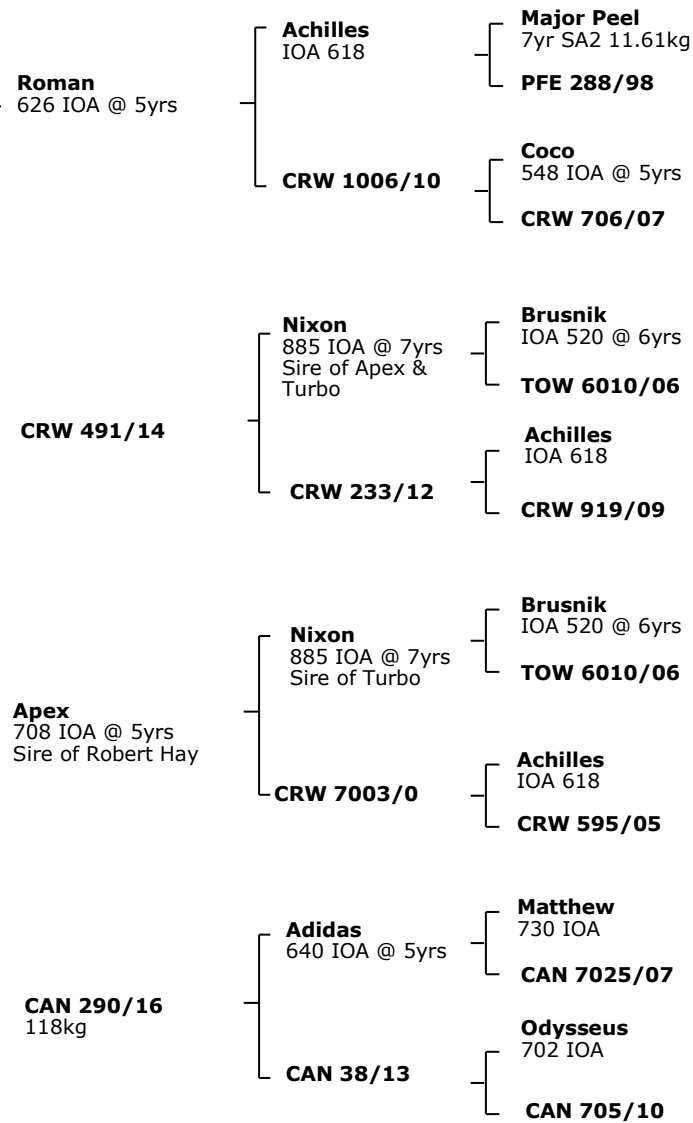 Roman
626 IOA @ 5yrs
Achilles
IOA 618
Major Peel
7yr SA2 11.61kg
PFE 288/98
CRW 1006/10
Coco
548 IOA @ 5yrs
CRW 706/07
CRW 491/14
Nixon
885 IOA @ 7yrs
Sire of Apex &
Turbo
Brusnik
IOA 520 @ 6yrs
TOW 6010/06
CRW 233/12
Achilles
IOA 618
CRW 919/09
Apex
708 IOA @ 5yrs
Sire of Robert Hay
Nixon
885 IOA @ 7yrs
Sire of Turbo
Brusnik
IOA 520 @ 6yrs
TOW 6010/06
CRW 7003/0
Achilles
IOA 618
CRW 595/05
CAN 290/16
118kg
Adidas
640 IOA @ 5yrs
Matthew
730 IOA
CAN 7025/07
CAN 38/13
Odysseus
702 IOA
CAN 705/10